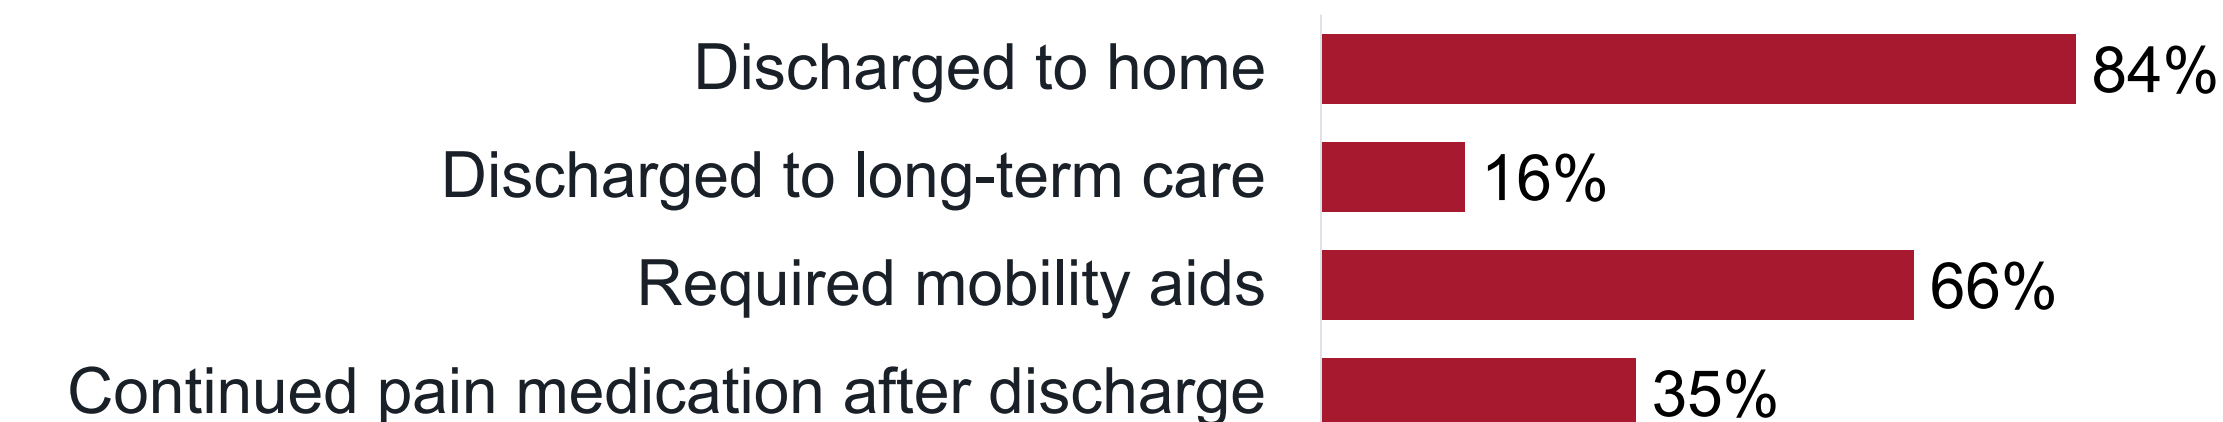 Discharged to home 84%
Discharged to long-term care 16%
Required mobility aids 66%
Continued pain medication after discharge 35%